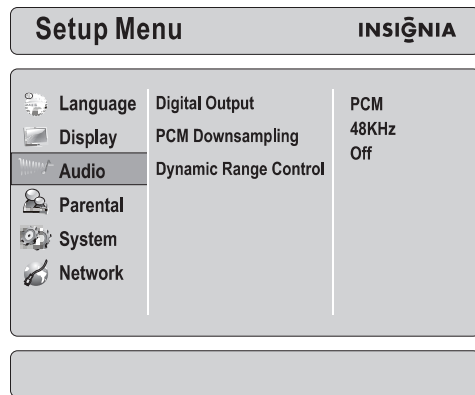 Setup Menu
INSIGNIA
Language
Display
Audio
Parental
System
Network
Digital Output
PCM Downsampling
Dynamic Range Control
PCM
48KHz
Off